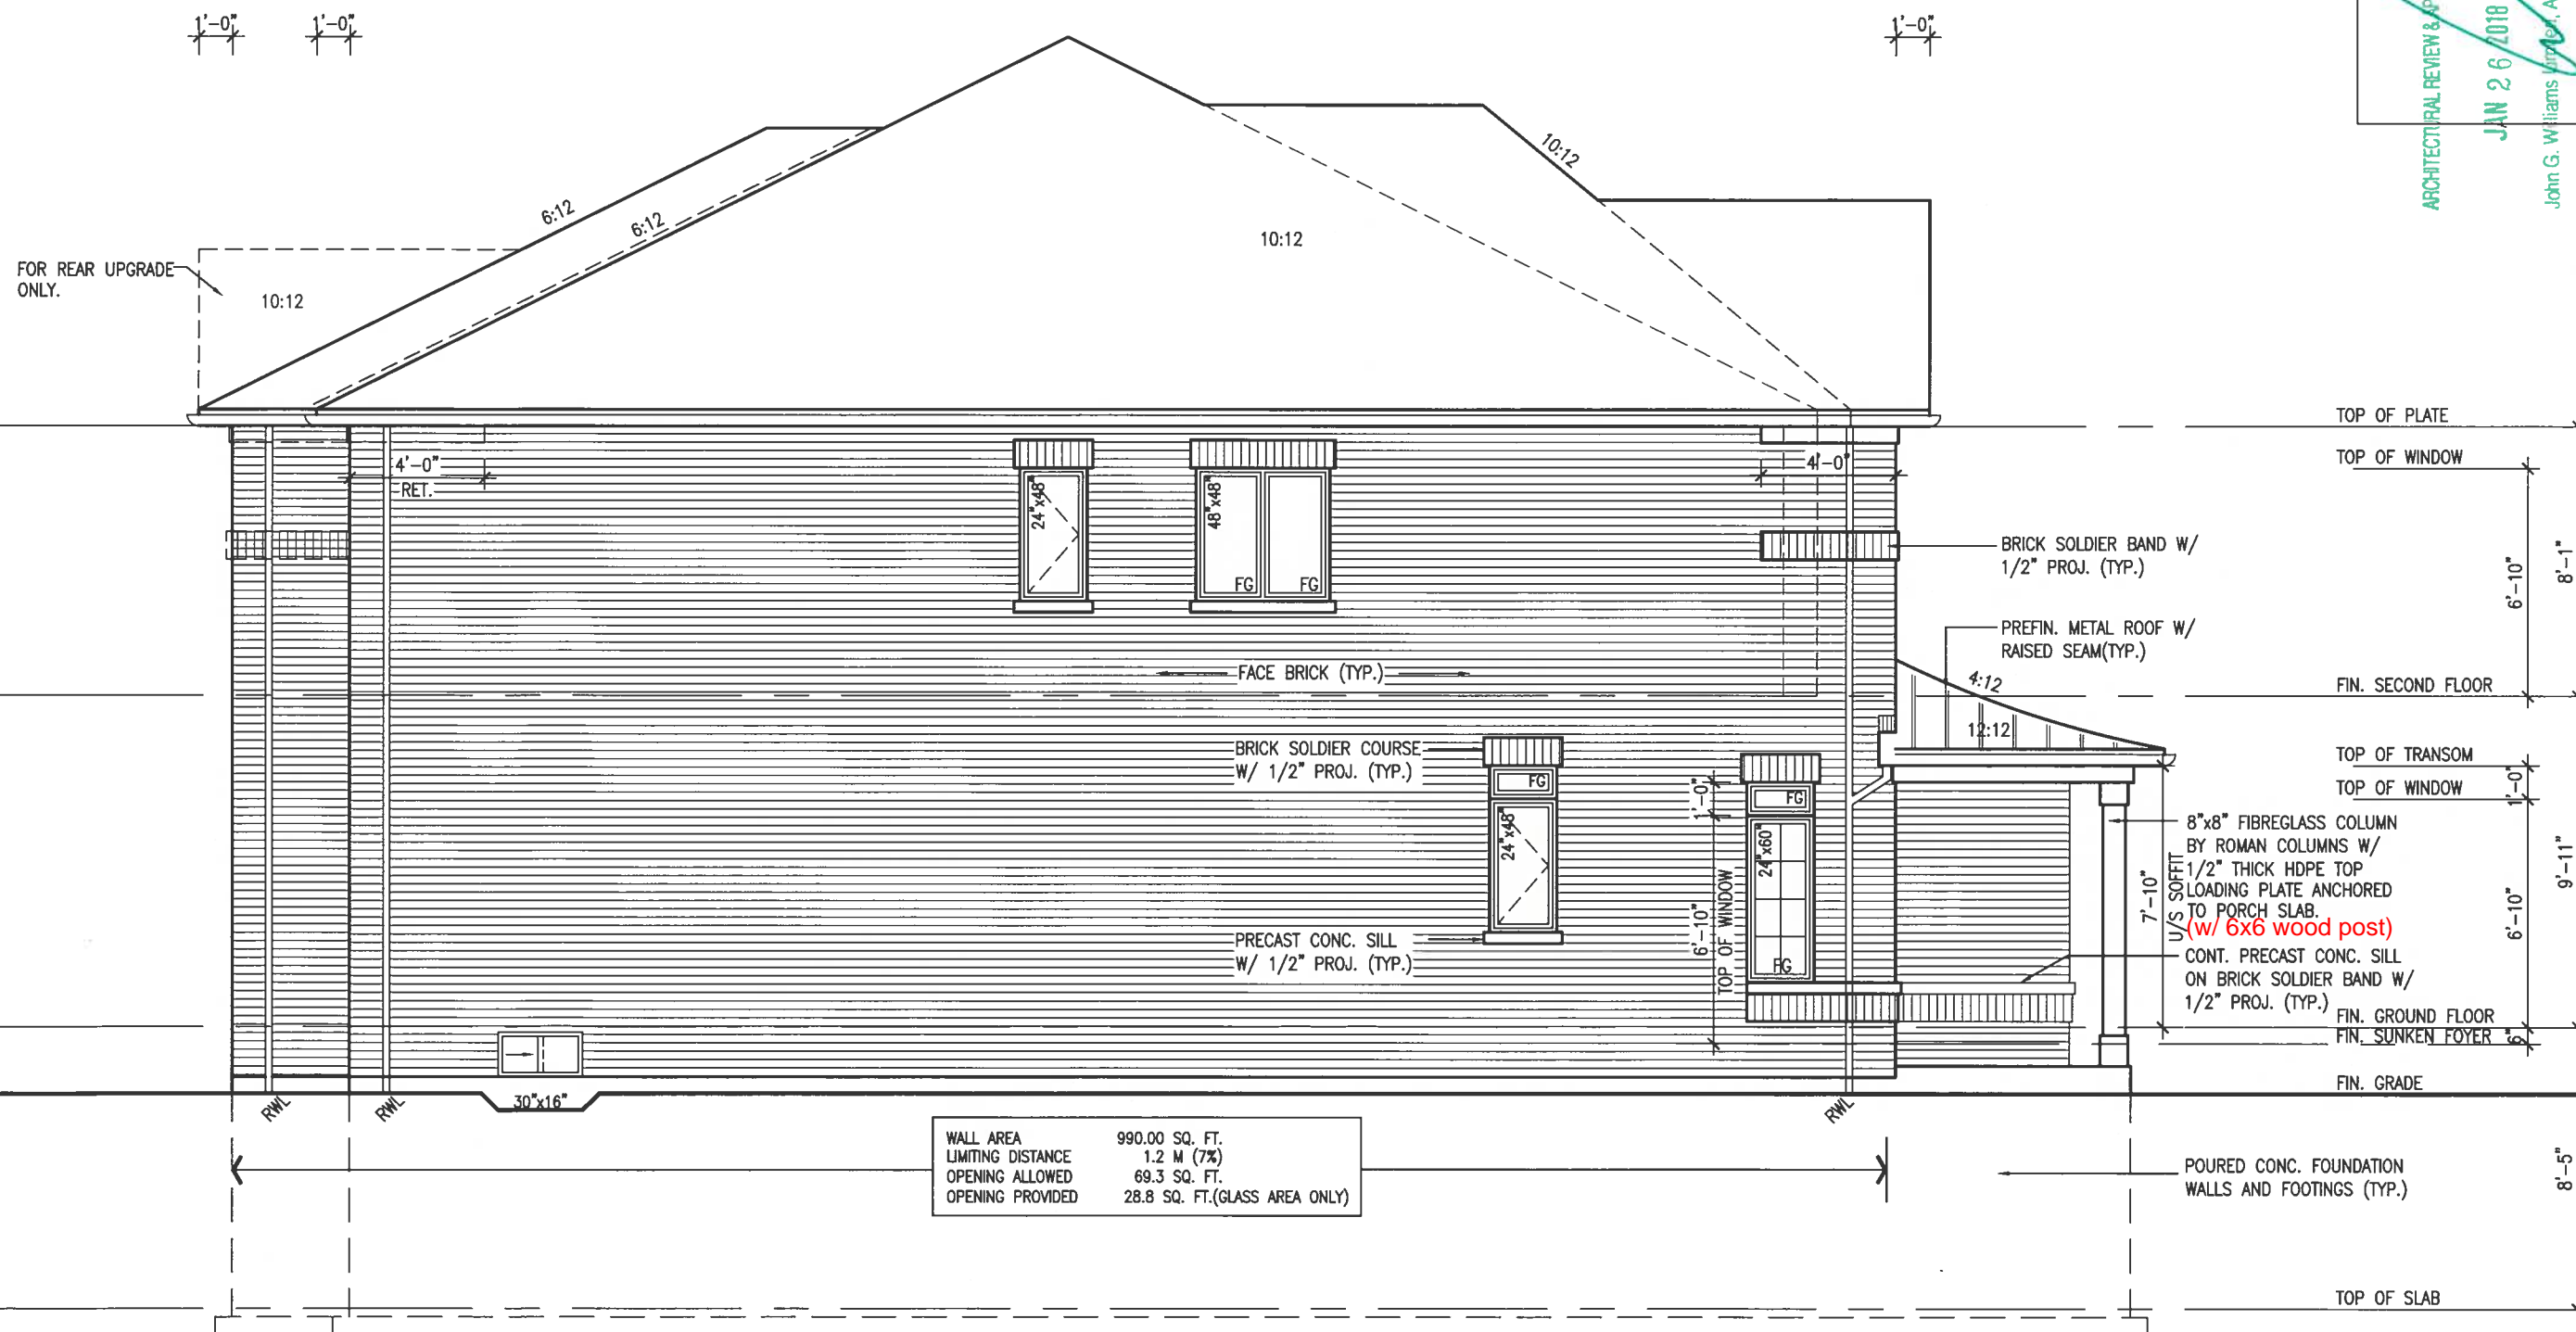 1'-0"
1'-0"
1'-0"
ARCHITECTURAL REVIEW &
JAN 26 2018
John G. Williams
10:12
6:12
6:12
10:12
FOR REAR UPGRADE
ONLY.
10:12
TOP OF PLATE
TOP OF WINDOW
4'-0"
RET.
4'-0"
24"x48"
48"x48"
FG
FG
BRICK SOLDIER BAND W/
1/2" PROJ. (TYP.)
6'-10"
8'-1"
PREFIN. METAL ROOF W/
RAISED SEAM(TYP.)
FACE BRICK (TYP.)
4:12
12:12
FIN. SECOND FLOOR
BRICK SOLDIER COURSE
W/ 1/2" PROJ. (TYP.)
FG
24"x48"
1'-0"
FG
24"x60"
FG
6'-10"
TOP OF WINDOW
TOP OF TRANSOM
TOP OF WINDOW
1'-0"
8"x8" FIBREGLASS COLUMN
BY ROMAN COLUMNS W/
1/2" THICK HDPE TOP
LOADING PLATE ANCHORED
TO PORCH SLAB.
(w/ 6x6 wood post)
7'-10"
U/S SOFFIT
6'-10"
9'-11"
PRECAST CONC. SILL
W/ 1/2" PROJ. (TYP.)
CONT. PRECAST CONC. SILL
ON BRICK SOLDIER BAND W/
1/2" PROJ. (TYP.)
FIN. GROUND FLOOR
FIN. SUNKEN FOYER
6"
FIN. GRADE
RWL
RWL
30"x16"
RWL
WALL AREA 990.00 SQ. FT.
LIMITING DISTANCE 1.2 M (7%)
OPENING ALLOWED 69.3 SQ. FT.
OPENING PROVIDED 28.8 SQ. FT.(GLASS AREA ONLY)
POURED CONC. FOUNDATION
WALLS AND FOOTINGS (TYP.)
8'-5"
TOP OF SLAB